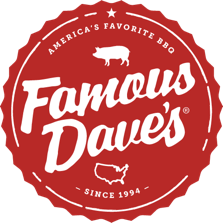 AMERICA'S FAVORITE BBQ
Famous
Dave's®
- SINCE 1994 -